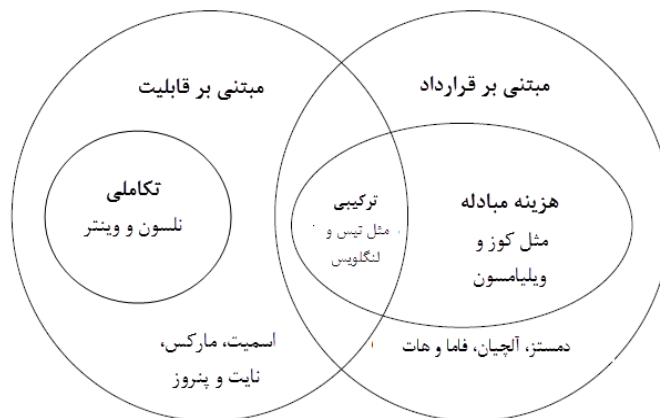 مبتنی بر قرارداد
مبتنی بر قابلیت
هزینه مبادله
مثل کوز و
ویلیامسون
ترکیبی
مثل تیس و
لنگلویس
تکاملی
نلسون و وینتر
دمستز، آلچیان، فاما و هات
اسمیت، مارکس،
نایت و پنروز